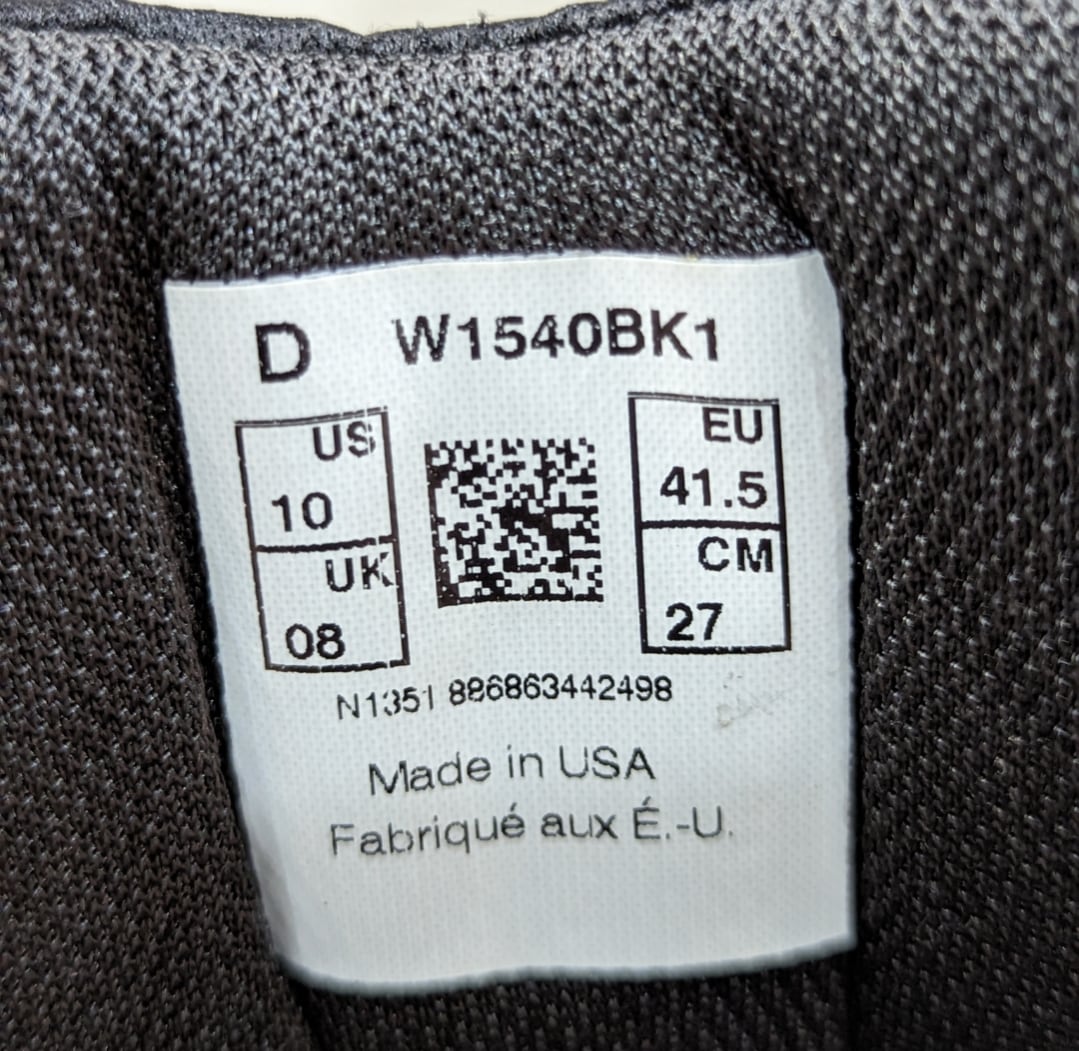 D W1540BK1
US EU
10 41.5
UK CM
08 27
N1351 886863442498
Made in USA
Fabriqué aux É.-U.